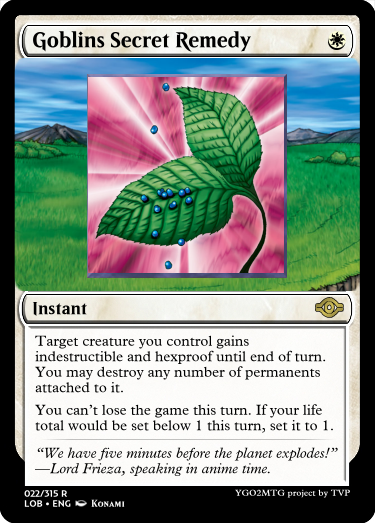 Goblins Secret Remedy
Instant
Target creature you control gains
indestructible and hexproof until end of turn.
You may destroy any number of permanents
attached to it.
You can't lose the game this turn. If your life
total would be set below 1 this turn, set it to 1.
“We have five minutes before the planet explodes!”
—Lord Frieza, speaking in anime time.
022/315 R
LOB • ENG Konami
YGO2MTG project by TVP